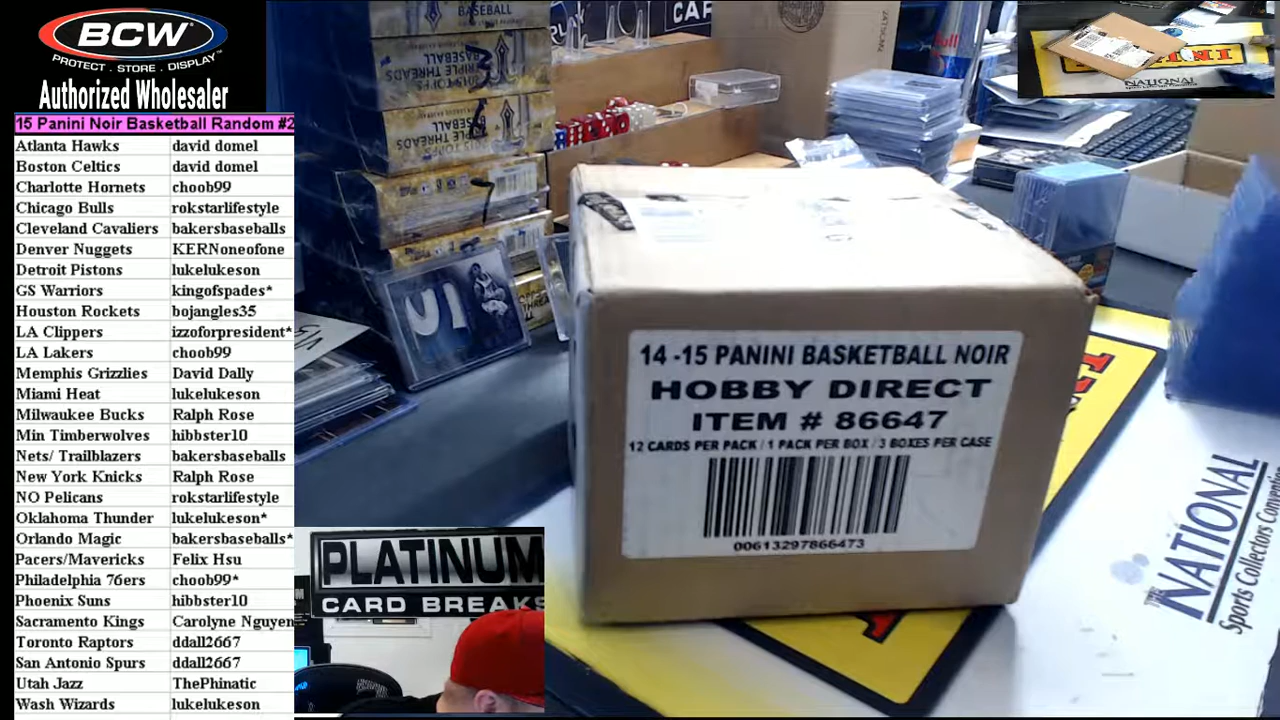 BCW
PROTECT . STORE . DISPLAY
Authorized Wholesaler
15 Panini Noir Basketball Random #2
Atlanta Hawks david domel
Boston Celtics david domel
Charlotte Hornets choob99
Chicago Bulls rokstarlifestyle
Cleveland Cavaliers bakersbaseballs
Denver Nuggets KERNoneofone
Detroit Pistons lukelukeson
GS Warriors kingofspades*
Houston Rockets bojangles35
LA Clippers izzoforpresident*
LA Lakers choob99
Memphis Grizzlies David Dally
Miami Heat lukelukeson
Milwaukee Bucks Ralph Rose
Min Timberwolves hibbster10
Nets/ Trailblazers bakersbaseballs
New York Knicks Ralph Rose
NO Pelicans rokstarlifestyle
Oklahoma Thunder lukelukeson*
Orlando Magic bakersbaseballs*
Pacers/Mavericks Felix Hsu
Philadelphia 76ers choob99*
Phoenix Suns hibbster10
Sacramento Kings Carolyne Nguyen
Toronto Raptors ddall2667
San Antonio Spurs ddall2667
Utah Jazz ThePhinatic
Wash Wizards lukelukeson
BASEBALL
TRIPLE THREADS
BASEBALL
CAP
14 -15 PANINI BASKETBALL NOIR
HOBBY DIRECT
ITEM # 86647
12 CARDS PER PACK / 1 PACK PER BOX / 3 BOXES PER CASE
00613297866473
PLATINUM
CARD BREAKS
THE NATIONAL
Sports Collectors Convention
NATIONAL